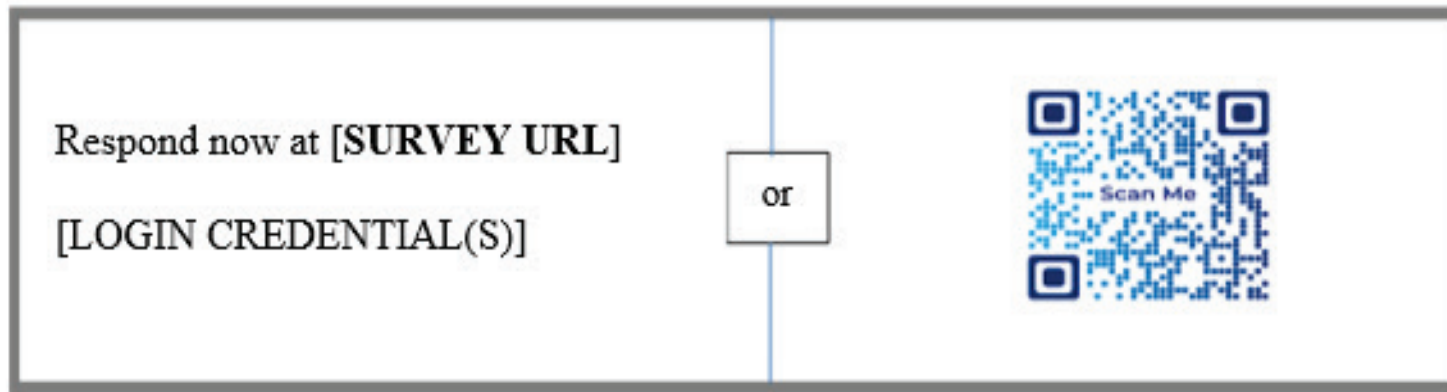 Respond now at [SURVEY URL]
[LOGIN CREDENTIAL(S)]
or
Scan Me